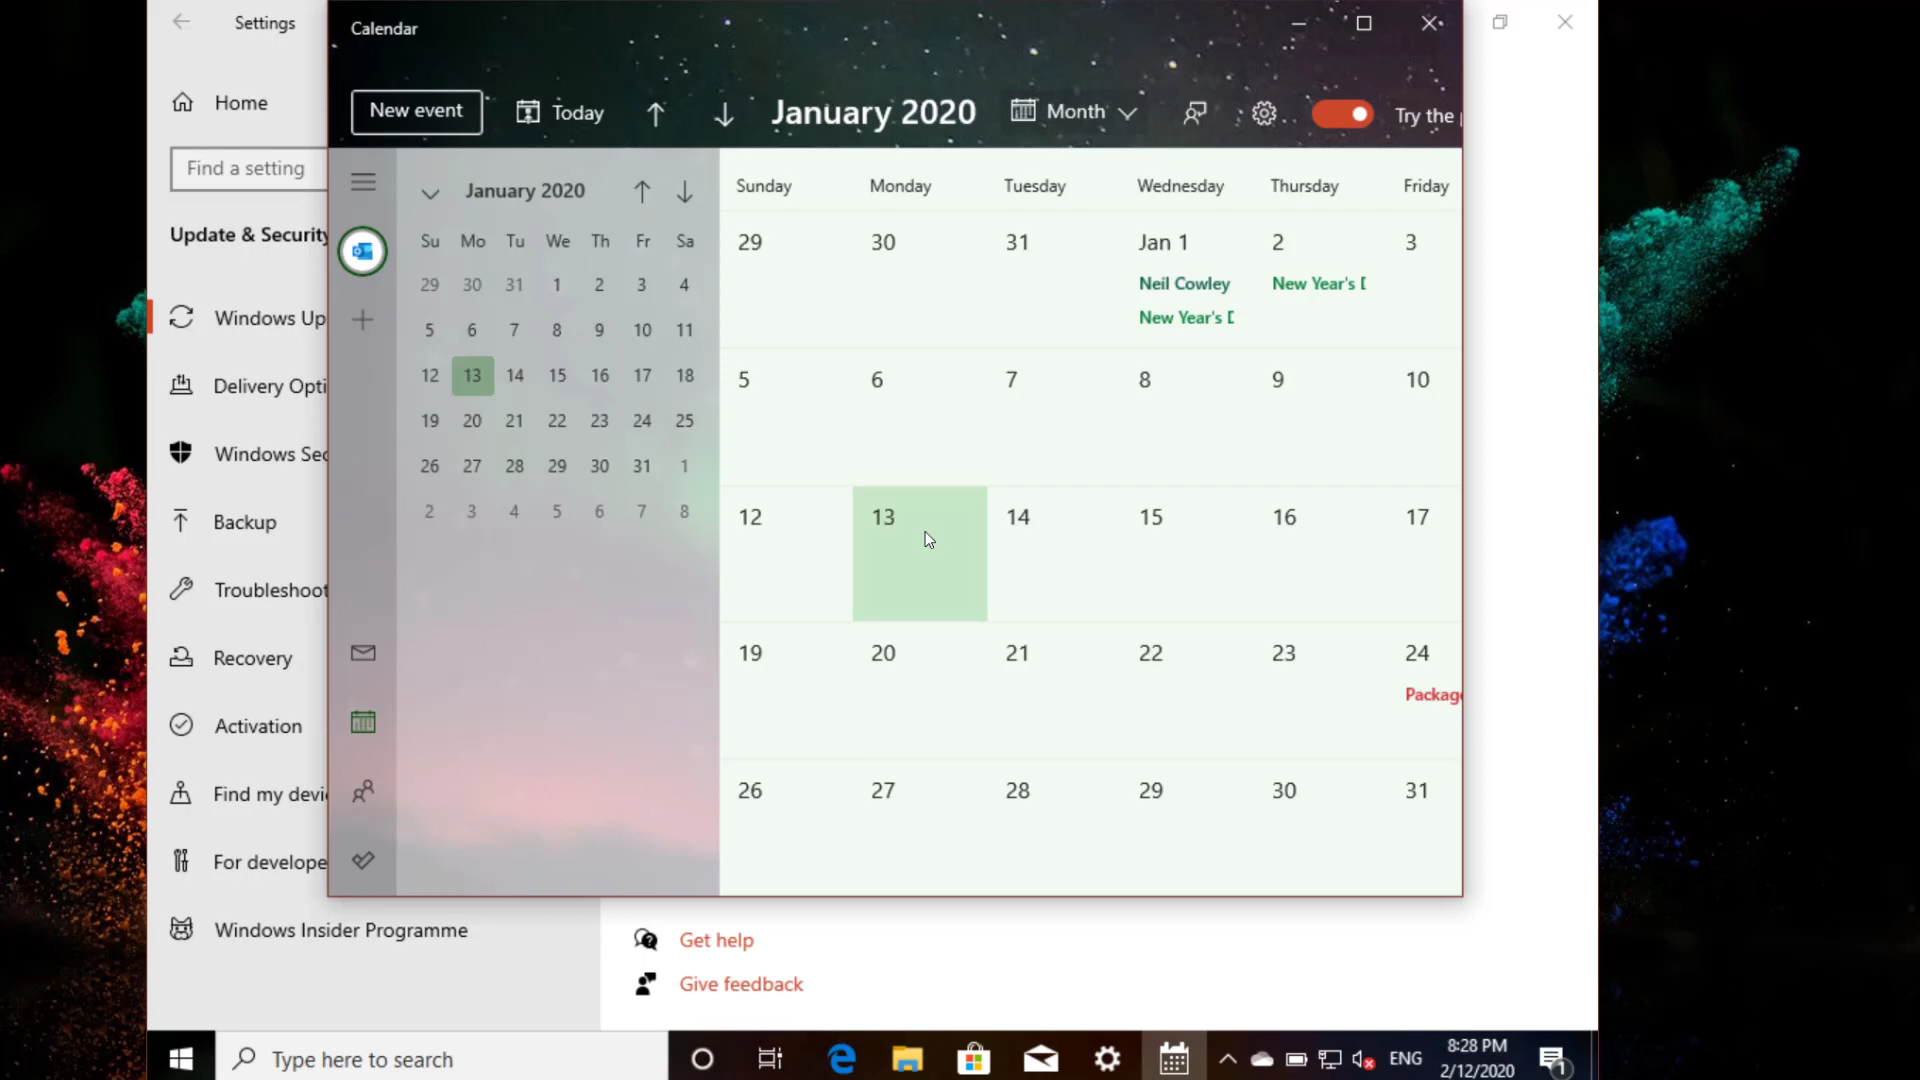 Settings
Home
Find a setting
Update & Security
Windows Up
Delivery Opti
Windows Sec
Backup
Troubleshoot
Recovery
Activation
Find my devi
For develope
Windows Insider Programme
Calendar
New event
Today
January 2020
Month
Try the
January 2020
Su Mo Tu We Th Fr Sa
29 30 31 1 2 3 4
5 6 7 8 9 10 11
12 13 14 15 16 17 18
19 20 21 22 23 24 25
26 27 28 29 30 31 1
2 3 4 5 6 7 8
Sunday Monday Tuesday Wednesday Thursday Friday
29 30 31 Jan 1 2 3
Neil Cowley New Year's D
New Year's D
5 6 7 8 9 10
12 13 14 15 16 17
19 20 21 22 23 24
Package
26 27 28 29 30 31
Get help
Give feedback
Type here to search
ENG
8:28 PM
2/12/2020
1